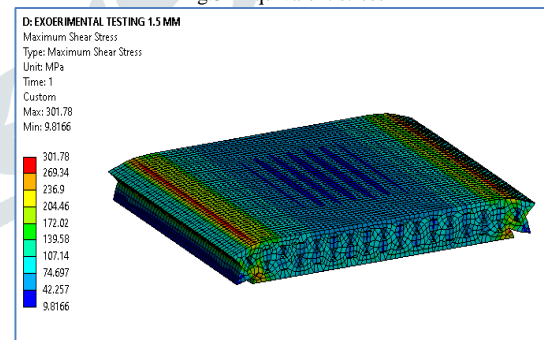 D: EXOERIMENTAL TESTING 1.5 MM
Maximum Shear Stress
Type: Maximum Shear Stress
Unit: MPa
Time: 1
Custom
Max: 301.78
Min: 9.8166
301.78
269.34
236.9
204.46
172.02
139.58
107.14
74.697
42.257
9.8166